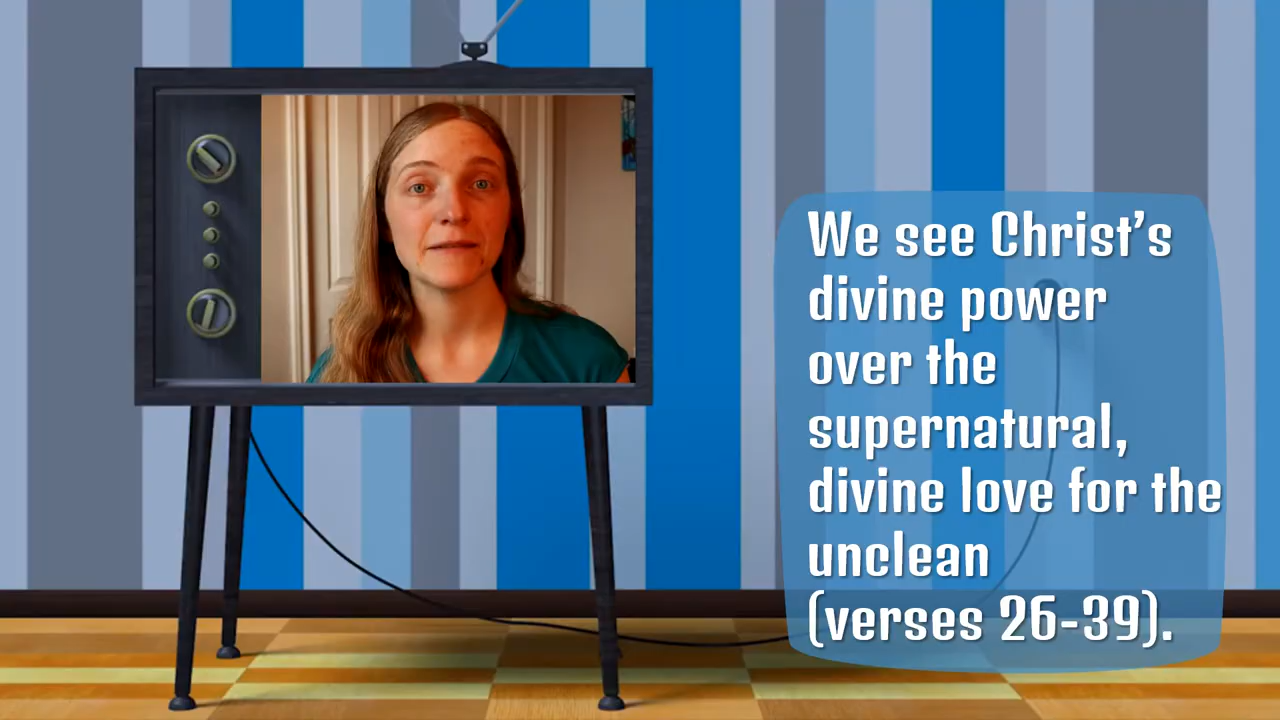 We see Christ's
divine power
over the
supernatural,
divine love for the
unclean
(verses 26-39).